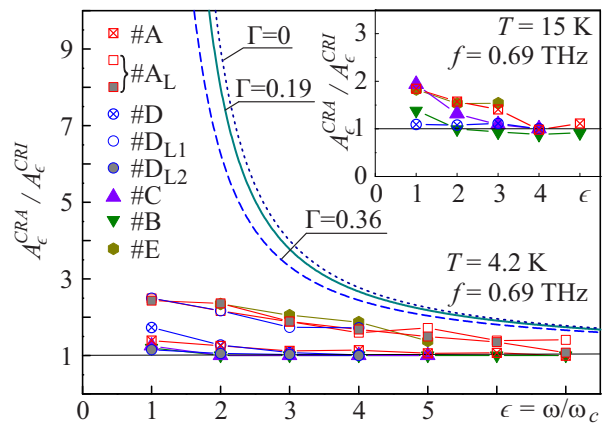 A_ϵ^CRA / A_ϵ^CRI
9
7
5
3
1
0 1 2 3 4 5 ϵ = ω/ω_c
#A
#A_L
#D
#D_L1
#D_L2
#C
#B
#E
Γ=0
Γ=0.19
Γ=0.36
T = 4.2 K
f = 0.69 THz
A_ϵ^CRA / A_ϵ^CRI
3
2
1
0
0 1 2 3 4 ϵ
T = 15 K
f = 0.69 THz